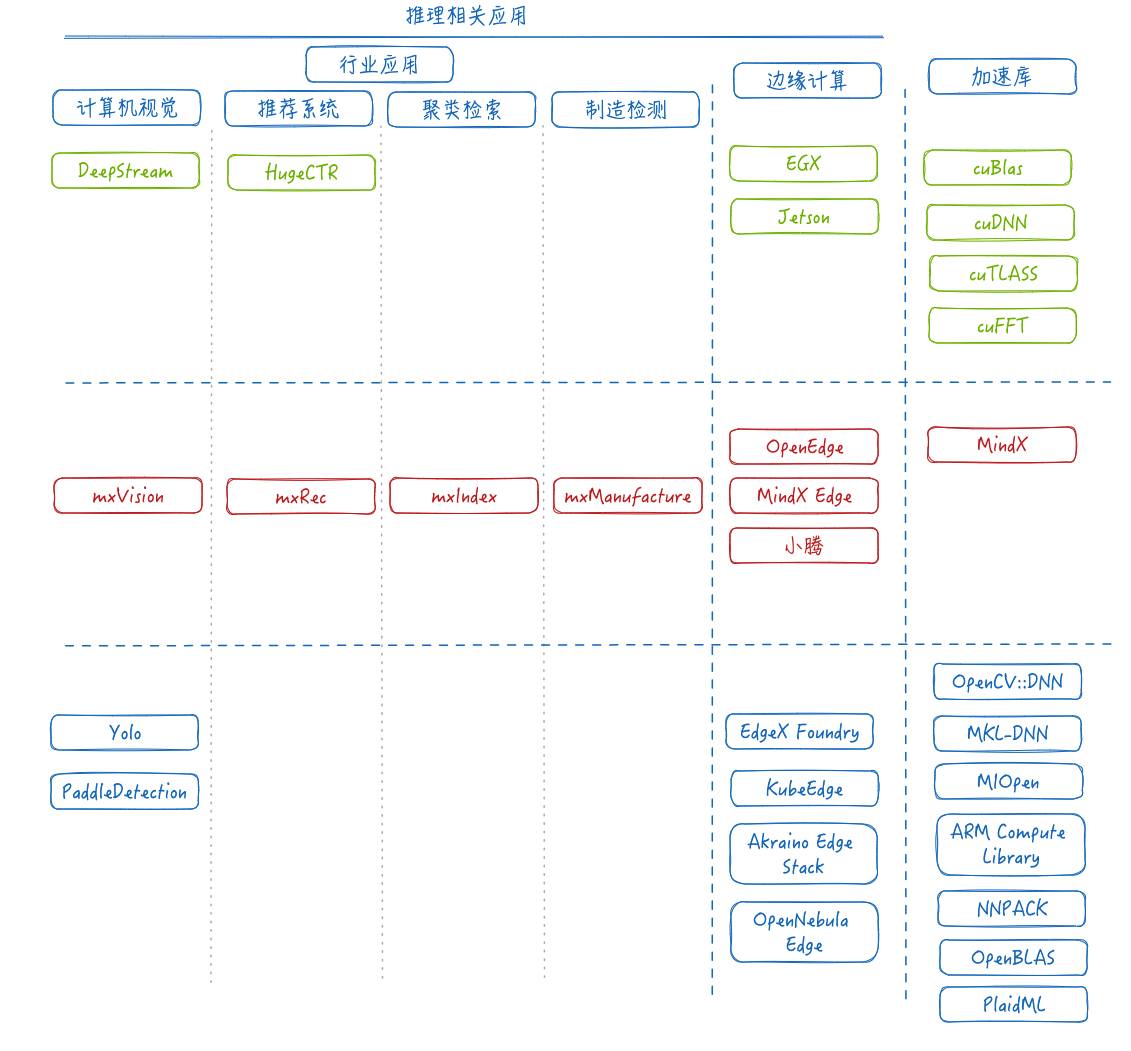 推理相关应用
行业应用
边缘计算
加速库
计算机视觉
推荐系统
聚类检索
制造检测
DeepStream
HugeCTR
EGX
Jetson
cuBlas
cuDNN
cuTLASS
cuFFT
mxVision
mxRec
mxIndex
mxManufacture
OpenEdge
MindX Edge
小腾
MindX
Yolo
PaddleDetection
EdgeX Foundry
KubeEdge
Akraino Edge
Stack
OpenNebula
Edge
OpenCV::DNN
MKL-DNN
MIOpen
ARM Compute
Library
NNPACK
OpenBLAS
PlaidML